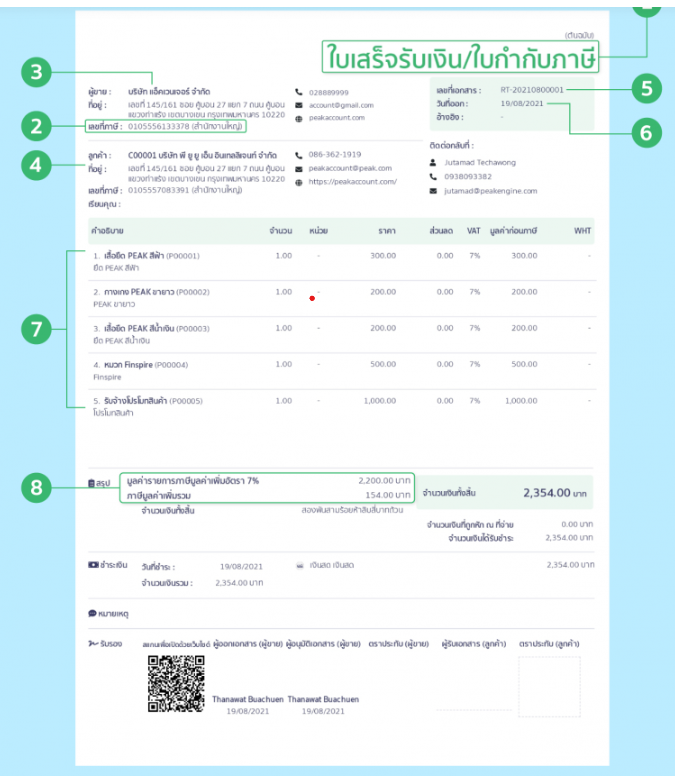 (ต้นฉบับ)
ใบเสร็จรับเงิน/ใบกำกับภาษี
3
ผู้ขาย : บริษัท แอ็คเวนเจอร์ จำกัด 028889999 เลขที่เอกสาร : RT-20210800001 5
ที่อยู่ : เลขที่ 145/161 ซอย คู้บอน 27 แยก 7 ถนน คู้บอน account@gmail.com วันที่ออก : 19/08/2021
แขวงท่าแร้ง เขตบางเขน กรุงเทพมหานคร 10220 peakaccount.com อ้างอิง : -
2 เลขที่ภาษี : 0105556133378 (สำนักงานใหญ่) 6
ติดต่อกลับที่ :
4 ลูกค้า : C00001 บริษัท พี ยู ยู เอ็น อินเทลลิเจนท์ จำกัด 086-362-1919 Jutamad Techawong
ที่อยู่ : เลขที่ 145/161 ซอย คู้บอน 27 แยก 7 ถนน คู้บอน peakaccount@peak.com 0938093382
แขวงท่าแร้ง เขตบางเขน กรุงเทพมหานคร 10220 https://peakaccount.com/ jutamad@peakengine.com
เลขที่ภาษี : 0105557083391 (สำนักงานใหญ่)
เรียนคุณ :
คำอธิบาย จำนวน หน่วย ราคา ส่วนลด VAT มูลค่าก่อนภาษี WHT
1. เสื้อยืด PEAK สีฟ้า (P00001) 1.00 - 300.00 0.00 7% 300.00 -
ยืด PEAK สีฟ้า
2. กางเกง PEAK ขายาว (P00002) 1.00 - 200.00 0.00 7% 200.00 -
PEAK ขายาว
7
3. เสื้อยืด PEAK สีน้ำเงิน (P00003) 1.00 - 200.00 0.00 7% 200.00 -
ยืด PEAK สีน้ำเงิน
4. หมวก Finspire (P00004) 1.00 - 500.00 0.00 7% 500.00 -
Finspire
5. รับจ้างโปรโมทสินค้า (P00005) 1.00 - 1,000.00 0.00 7% 1,000.00 -
โปรโมทสินค้า
8 สรุป มูลค่ารายการภาษีมูลค่าเพิ่มอัตรา 7% 2,200.00 บาท
ภาษีมูลค่าเพิ่มรวม 154.00 บาท จำนวนเงินทั้งสิ้น 2,354.00 บาท
จำนวนเงินทั้งสิ้น สองพันสามร้อยห้าสิบสี่บาทถ้วน
จำนวนเงินที่ถูกหัก ณ ที่จ่าย 0.00 บาท
จำนวนเงินได้รับชำระ 2,354.00 บาท
ชำระเงิน วันที่ชำระ : 19/08/2021 เงินสด เงินสด 2,354.00 บาท
จำนวนเงินรวม : 2,354.00 บาท
หมายเหตุ
รับรอง สแกนเพื่อเปิดด้วยเว็บไซต์ ผู้ออกเอกสาร (ผู้ขาย) ผู้อนุมัติเอกสาร (ผู้ขาย) ตราประทับ (ผู้ขาย) ผู้รับเอกสาร (ลูกค้า) ตราประทับ (ลูกค้า)
Thanawat Buachuen Thanawat Buachuen
19/08/2021 19/08/2021